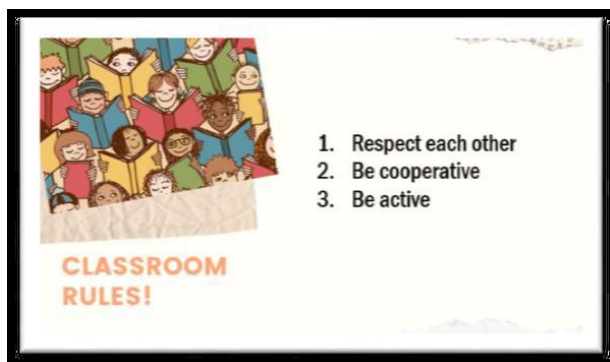 1. Respect each other
2. Be cooperative
3. Be active
CLASSROOM
RULES!